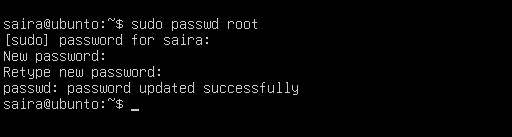 saira@ubunto:~$ sudo passwd root
[sudo] password for saira:
New password:
Retype new password:
passwd: password updated successfully
saira@ubunto:~$ _